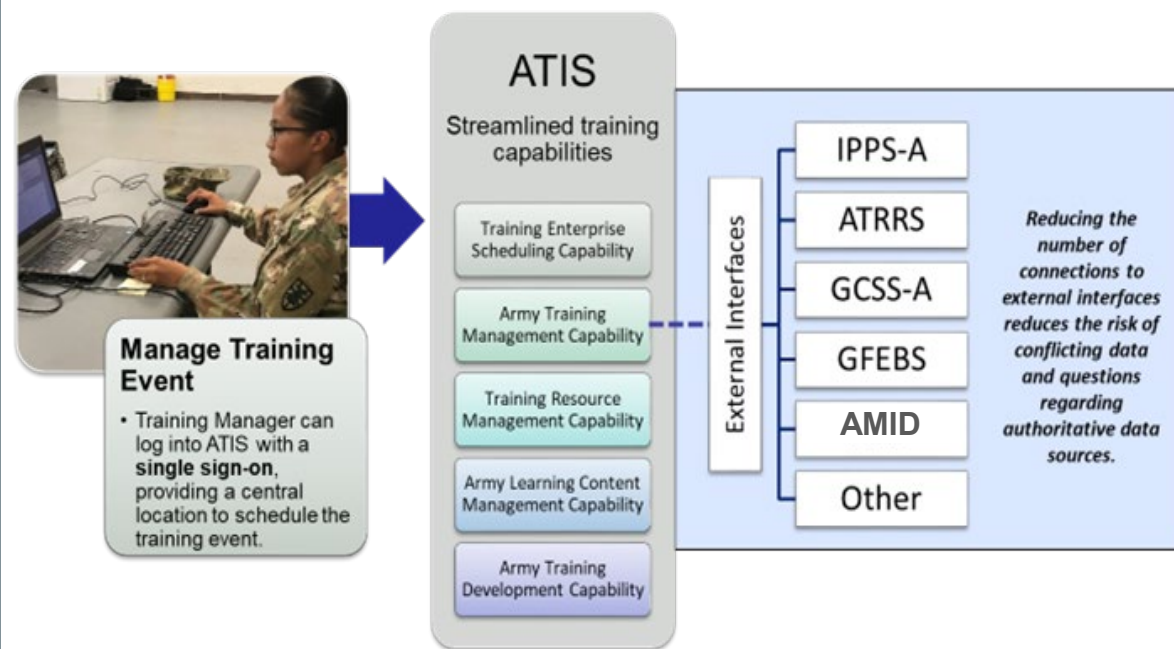 ATIS
Streamlined training
capabilities
Training Enterprise
Scheduling Capability
Army Training
Management Capability
Training Resource
Management Capability
Army Learning Content
Management Capability
Army Training
Development Capability
Manage Training
Event
• Training Manager can
log into ATIS with a
single sign-on,
providing a central
location to schedule the
training event.
External Interfaces
IPPS-A
ATRRS
GCSS-A
GFEBS
AMID
Other
Reducing the
number of
connections to
external interfaces
reduces the risk of
conflicting data
and questions
regarding
authoritative data
sources.